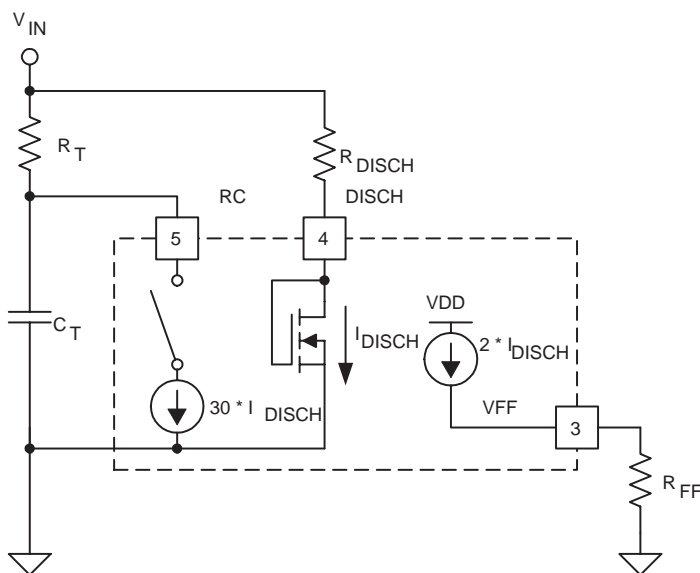 V IN
R T
R DISCH
RC
DISCH
5
4
C T
I DISCH
VDD
2 * I DISCH
30 * I DISCH
VFF
3
R FF